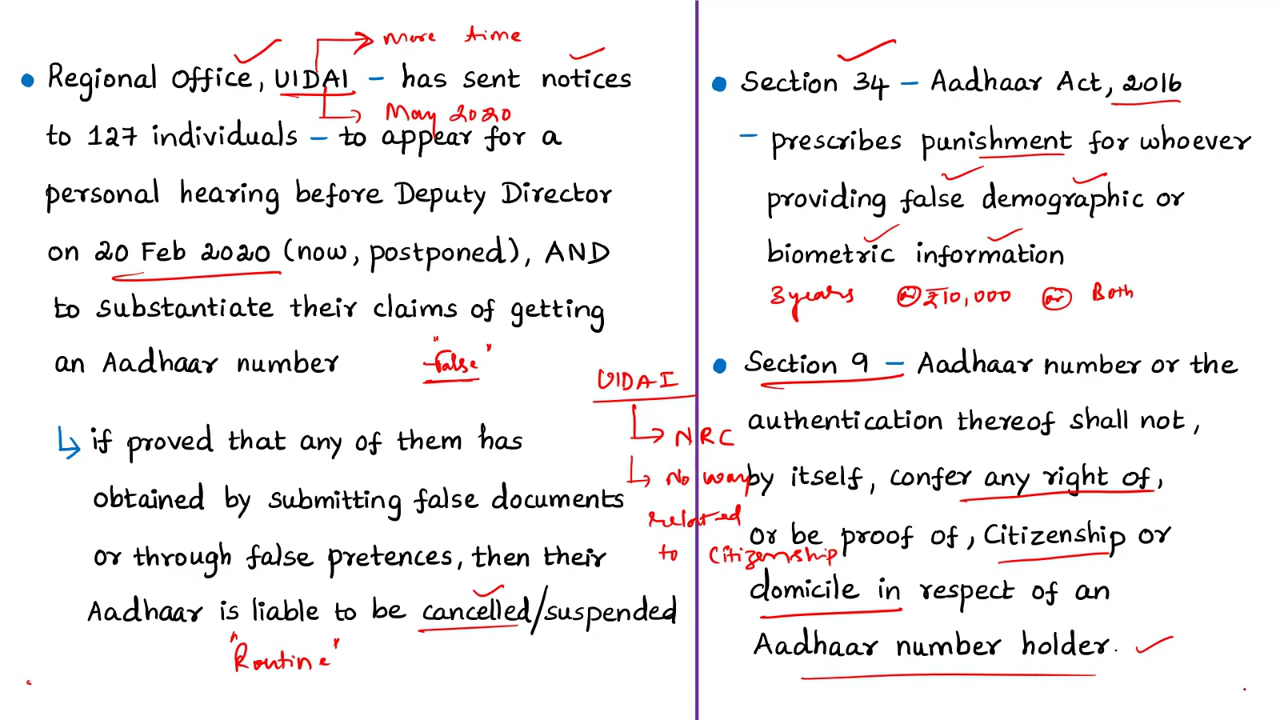 More time
• Regional Office, UIDAI – has sent notices
May 2020
to 127 individuals – to appear for a
personal hearing before Deputy Director
on 20 Feb 2020 (now, postponed), AND
to substantiate their claims of getting
an Aadhaar number "False"
↳ if proved that any of them has
obtained by submitting false documents
or through false pretences, then their
Aadhaar is liable to be cancelled/suspended
"Routine"
UIDAI
NRC
No way
related
to Citizenship
• Section 34 – Aadhaar Act, 2016
– prescribes punishment for whoever
providing false demographic or
biometric information
3 years or ₹10,000 or Both
• Section 9 – Aadhaar number or the
authentication thereof shall not,
by itself, confer any right of,
or be proof of, Citizenship or
domicile in respect of an
Aadhaar number holder.